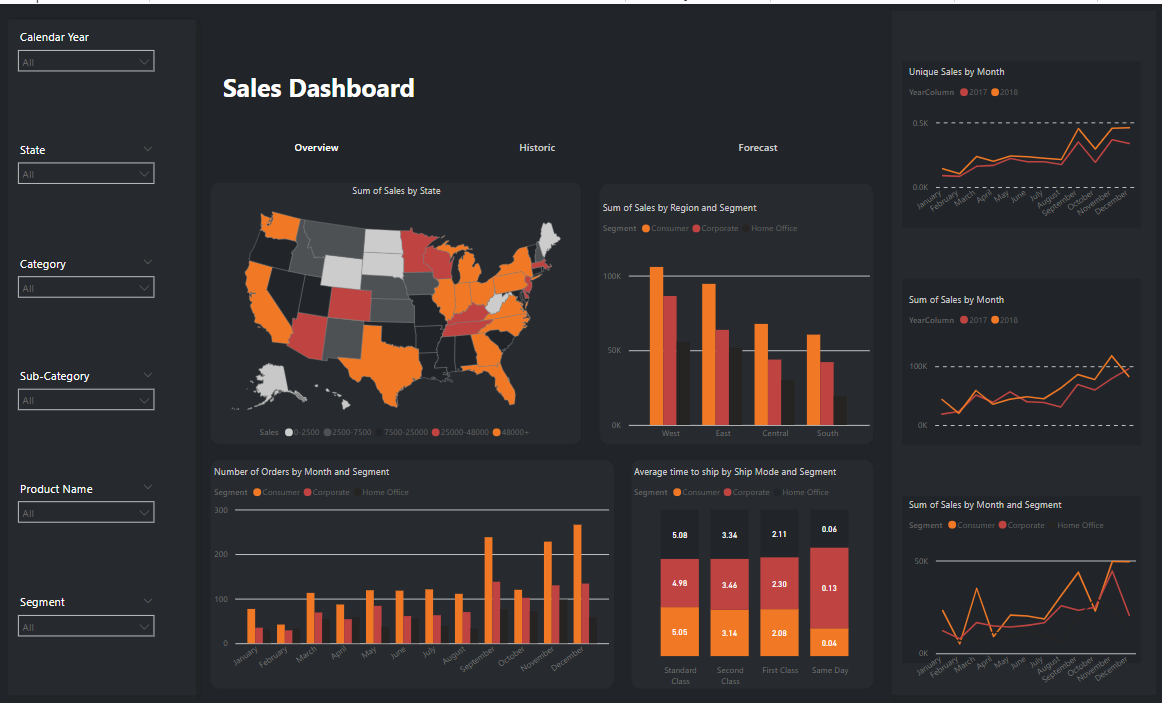 Calendar Year
All
State
All
Category
All
Sub-Category
All
Product Name
All
Segment
All
Sales Dashboard
Overview Historic Forecast
Sum of Sales by State
Sales 0-2500 2500-7500 7500-25000 25000-48000 48000+
Sum of Sales by Region and Segment
Segment Consumer Corporate Home Office
100K
50K
0K
West East Central South
Number of Orders by Month and Segment
Segment Consumer Corporate Home Office
300
200
100
0
January February March April May June July August September October November December
Average time to ship by Ship Mode and Segment
Segment Consumer Corporate Home Office
5.08 3.34 2.11 0.06
4.98 3.46 2.30 0.13
5.05 3.14 2.08 0.04
Standard Second First Class Same Day
Class Class
Unique Sales by Month
YearColumn 2017 2018
0.5K
0.0K
January February March April May June July August September October November December
Sum of Sales by Month
YearColumn 2017 2018
100K
0K
Sum of Sales by Month and Segment
Segment Consumer Corporate Home Office
50K
0K
January February March April May June July August September October November December